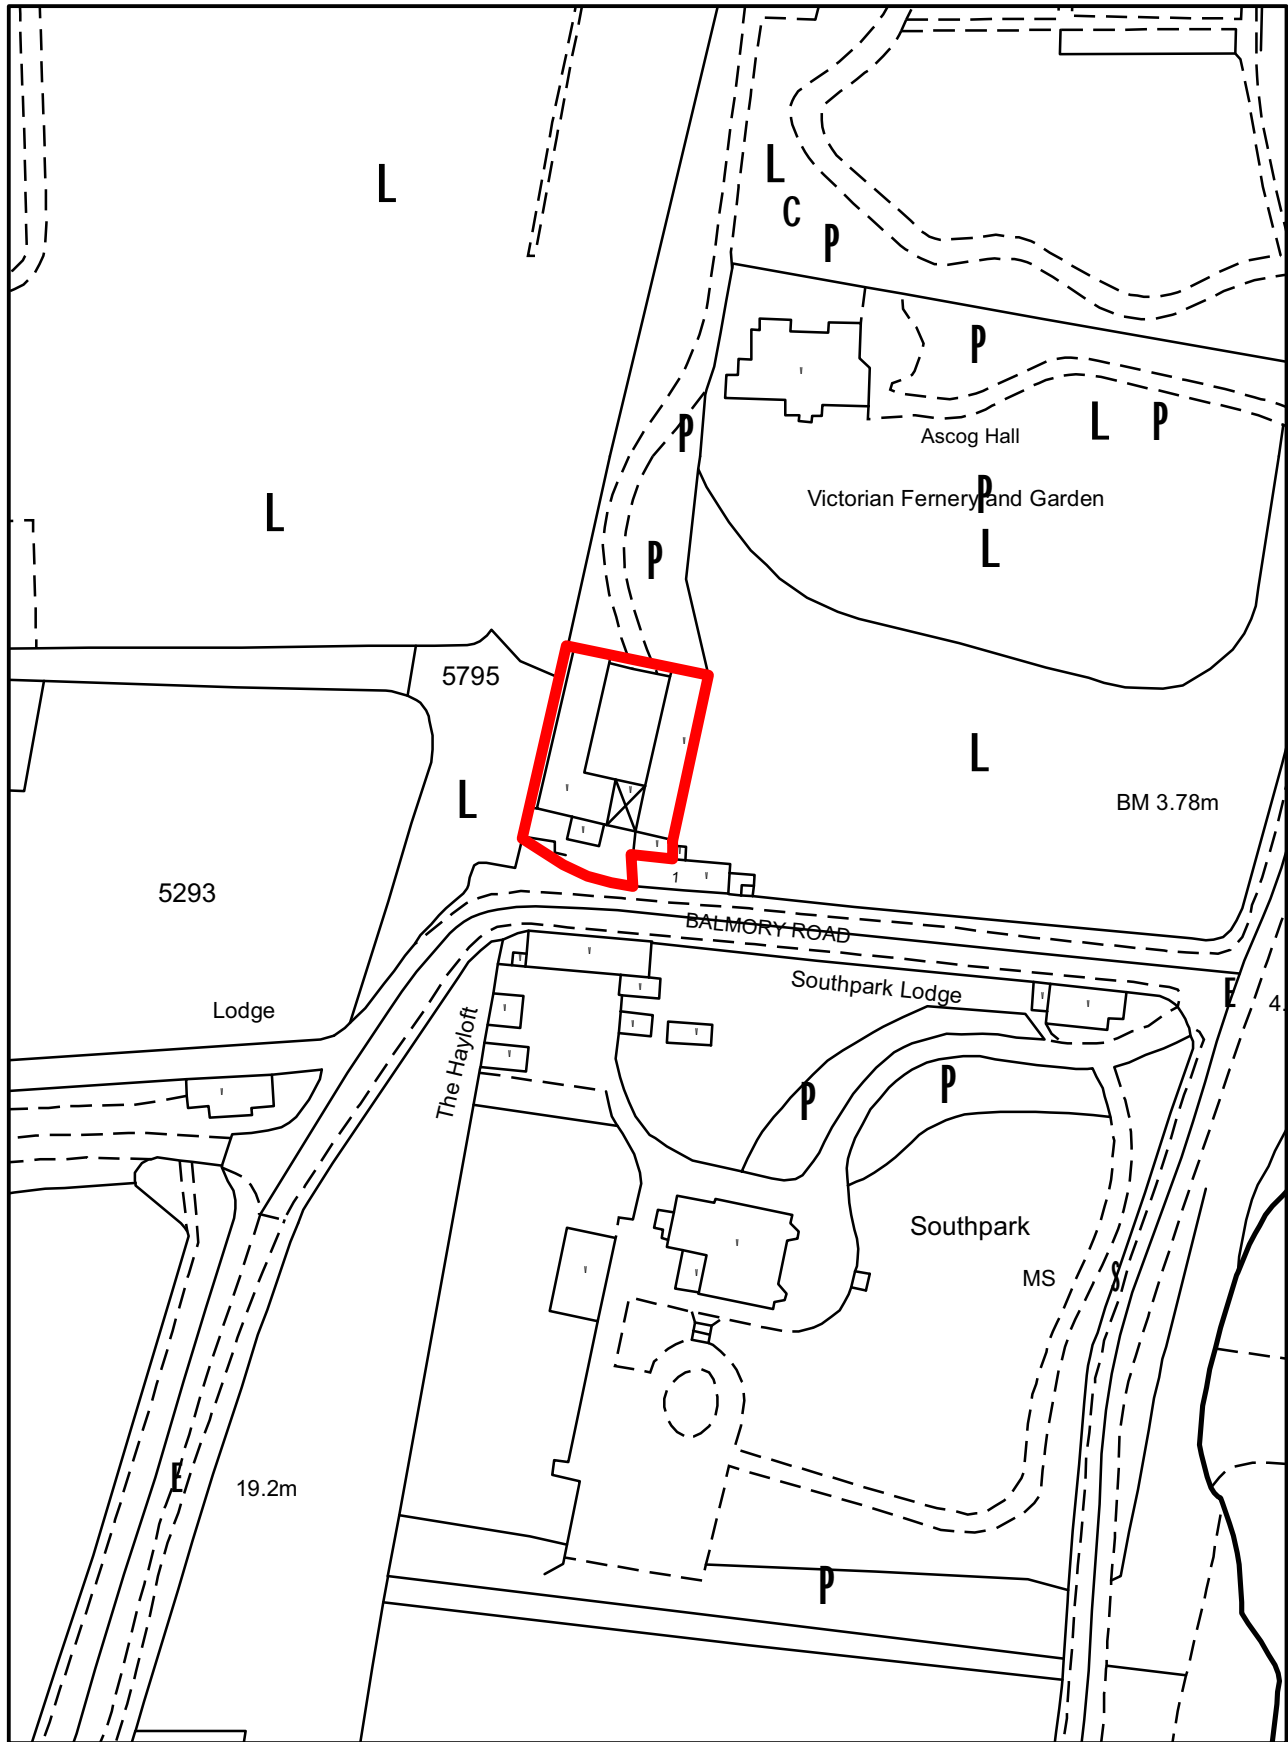 L
L
C
P
P
P
L
P
Ascog Hall
P
Victorian Fernery and Garden
L
L
P
5795
L
L
BM 3.78m
5293
1
BALMORY ROAD
Southpark Lodge
E
4.
Lodge
The Hayloft
P
P
Southpark
MS
S
E
19.2m
P